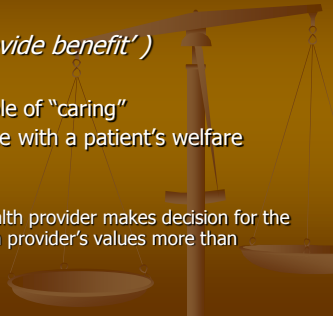 vide benefit’ )
le of “caring”
e with a patient’s welfare
lth provider makes decision for the
provider’s values more than